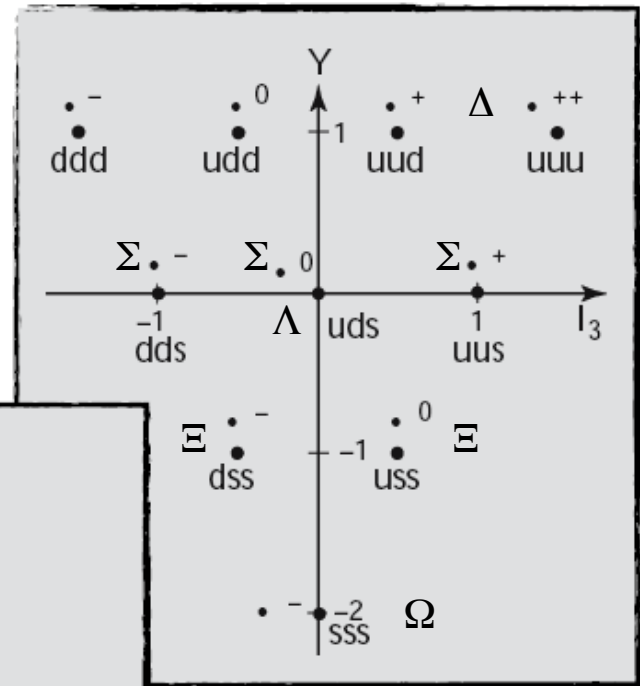 Y
• − • 0 • + Δ • ++
1
ddd udd uud uuu
Σ • − Σ • 0 Σ • +
−1 Λ uds 1 I₃
dds uus
Ξ • − • 0 Ξ
−1
dss uss
• − −2 Ω
sss